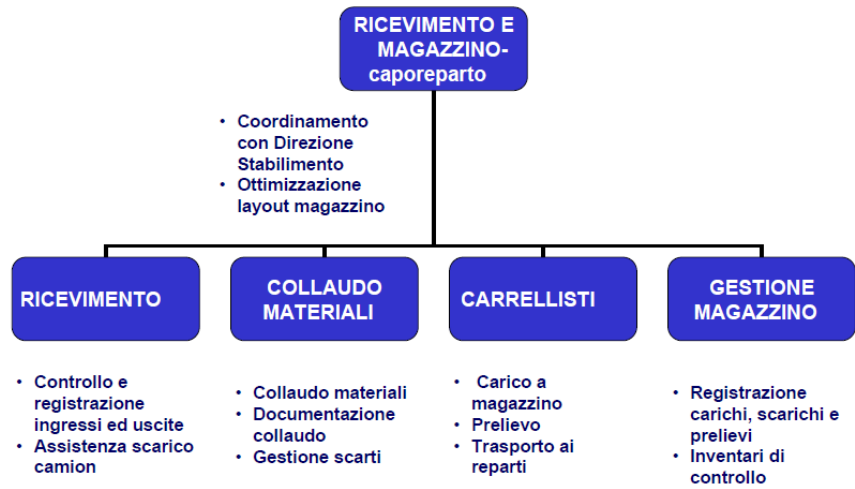 RICEVIMENTO E
MAGAZZINO-
caporeparto
• Coordinamento
con Direzione
Stabilimento
• Ottimizzazione
layout magazzino
RICEVIMENTO
COLLAUDO
MATERIALI
CARRELLISTI
GESTIONE
MAGAZZINO
• Controllo e
registrazione
ingressi ed uscite
• Assistenza scarico
camion
• Collaudo materiali
• Documentazione
collaudo
• Gestione scarti
• Carico a
magazzino
• Prelievo
• Trasporto ai
reparti
• Registrazione
carichi, scarichi e
prelievi
• Inventari di
controllo